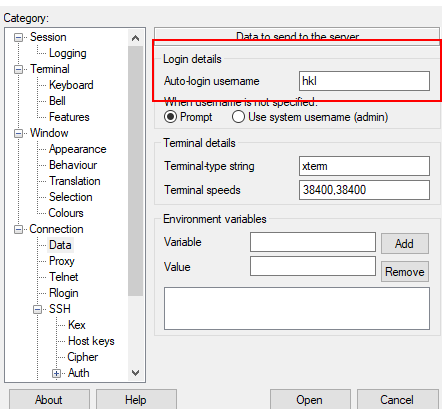 Category:
Session
Logging
Terminal
Keyboard
Bell
Features
Window
Appearance
Behaviour
Translation
Selection
Colours
Connection
Data
Proxy
Telnet
Rlogin
SSH
Kex
Host keys
Cipher
Auth
Data to send to the server
Login details
Auto-login username hkl
When username is not specified:
Prompt Use system username (admin)
Terminal details
Terminal-type string xterm
Terminal speeds 38400,38400
Environment variables
Variable Add
Value Remove
About Help Open Cancel